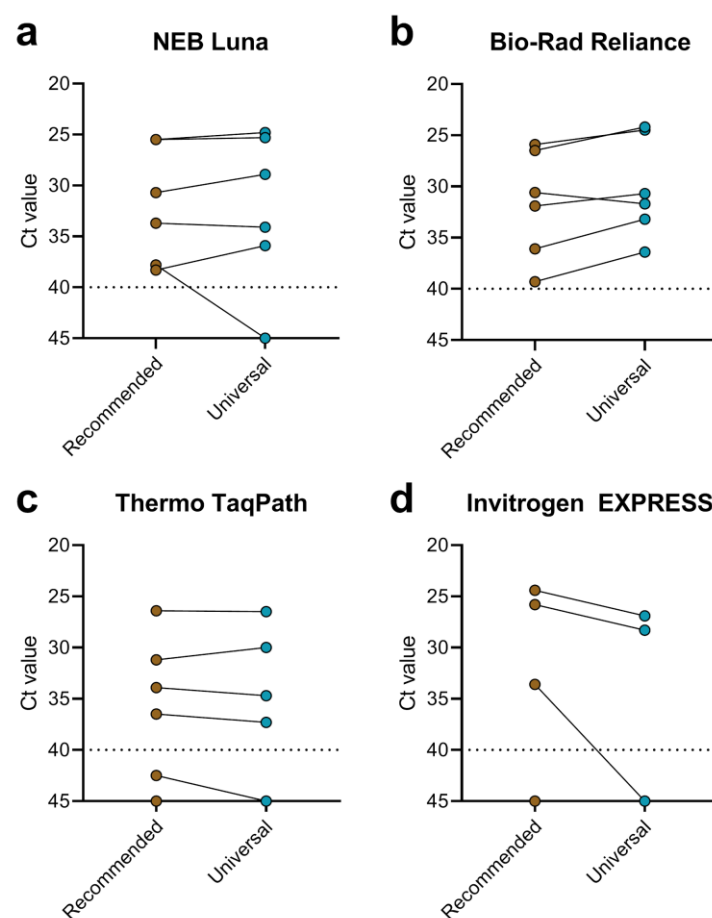 a
NEB Luna
20
25
30
35
40
45
Ct value
Recommended
Universal
b
Bio-Rad Reliance
20
25
30
35
40
45
Ct value
Recommended
Universal
c
Thermo TaqPath
20
25
30
35
40
45
Ct value
Recommended
Universal
d
Invitrogen EXPRESS
20
25
30
35
40
45
Ct value
Recommended
Universal